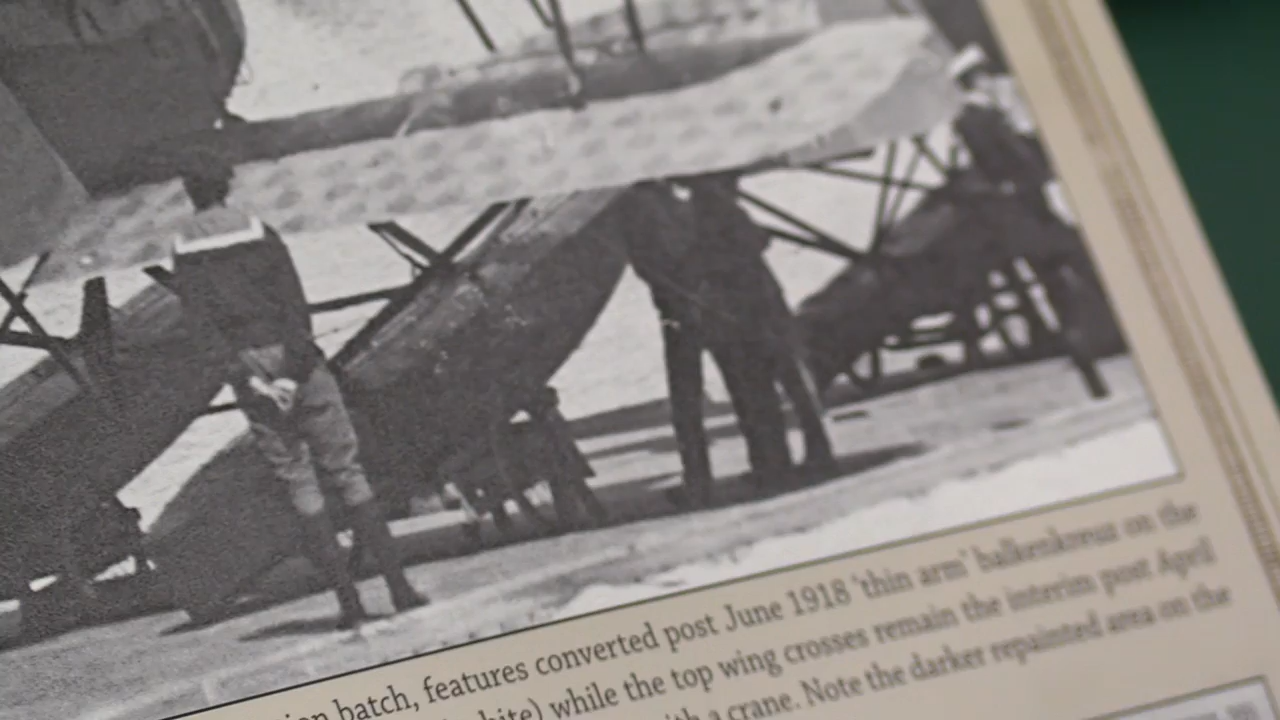 batch, features converted post June 1918 'thin arm' balkenkreuz on the
while the top wing crosses remain the interim post April
a crane. Note the darker repainted area on the